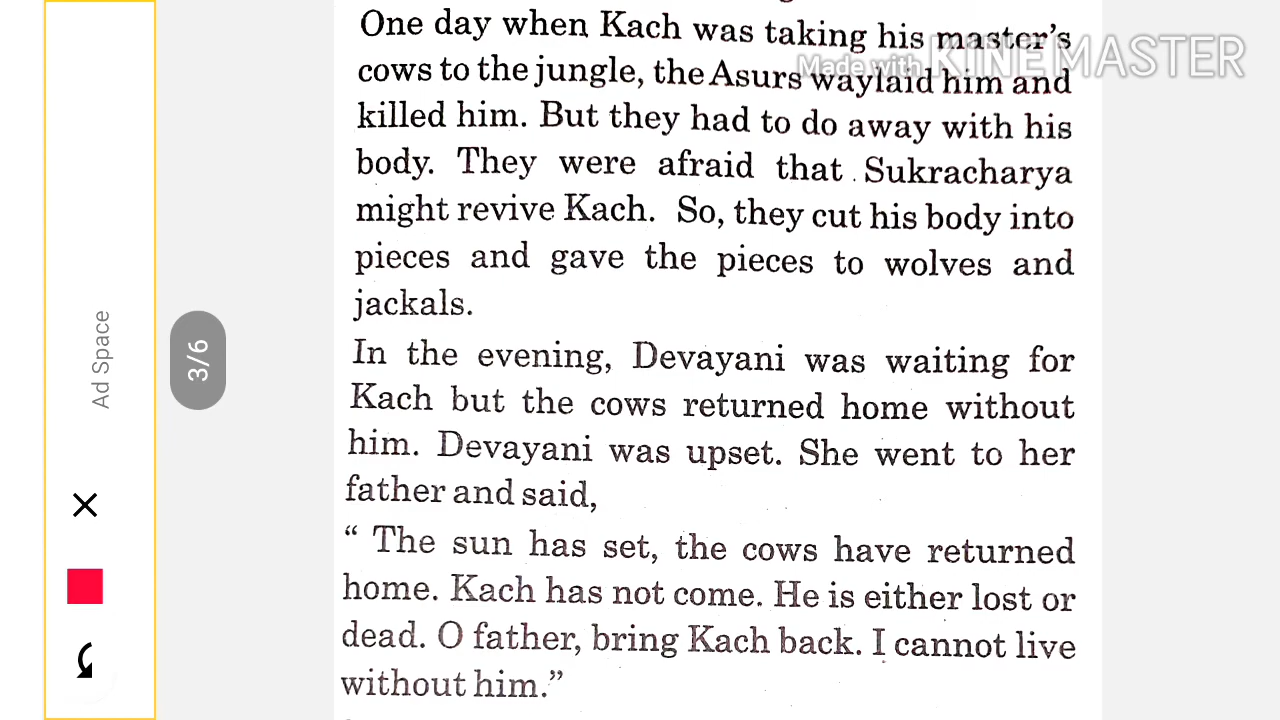 One day when Kach was taking his master's
cows to the jungle, the Asurs waylaid him and
killed him. But they had to do away with his
body. They were afraid that Sukracharya
might revive Kach. So, they cut his body into
pieces and gave the pieces to wolves and
jackals.
In the evening, Devayani was waiting for
Kach but the cows returned home without
him. Devayani was upset. She went to her
father and said,
“ The sun has set, the cows have returned
home. Kach has not come. He is either lost or
dead. O father, bring Kach back. I cannot live
without him.”
Made with KINEMASTER
Ad Space
3/6